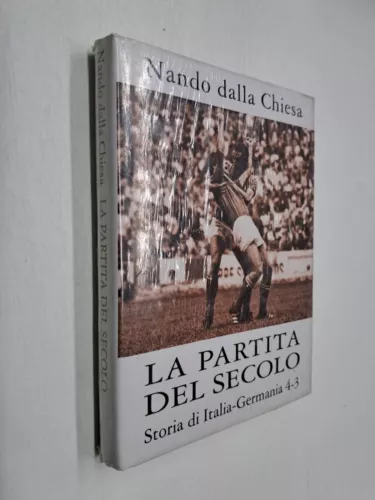 Nando dalla Chiesa
LA PARTITA
DEL SECOLO
Storia di Italia-Germania 4-3
Nando dalla Chiesa LA PARTITA DEL SECOLO